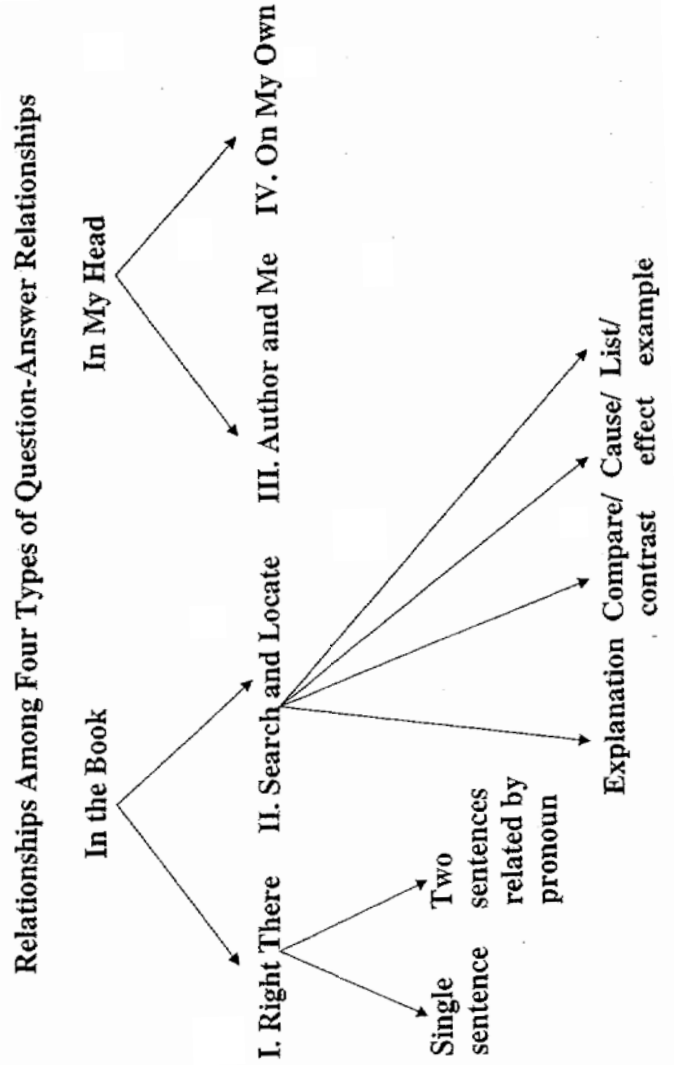 Relationships Among Four Types of Question-Answer Relationships
In the Book
In My Head
I. Right There
II. Search and Locate
III. Author and Me
IV. On My Own
Single
sentence
Two
sentences
related by
pronoun
Explanation
Compare/
contrast
Cause/
effect
List/
example